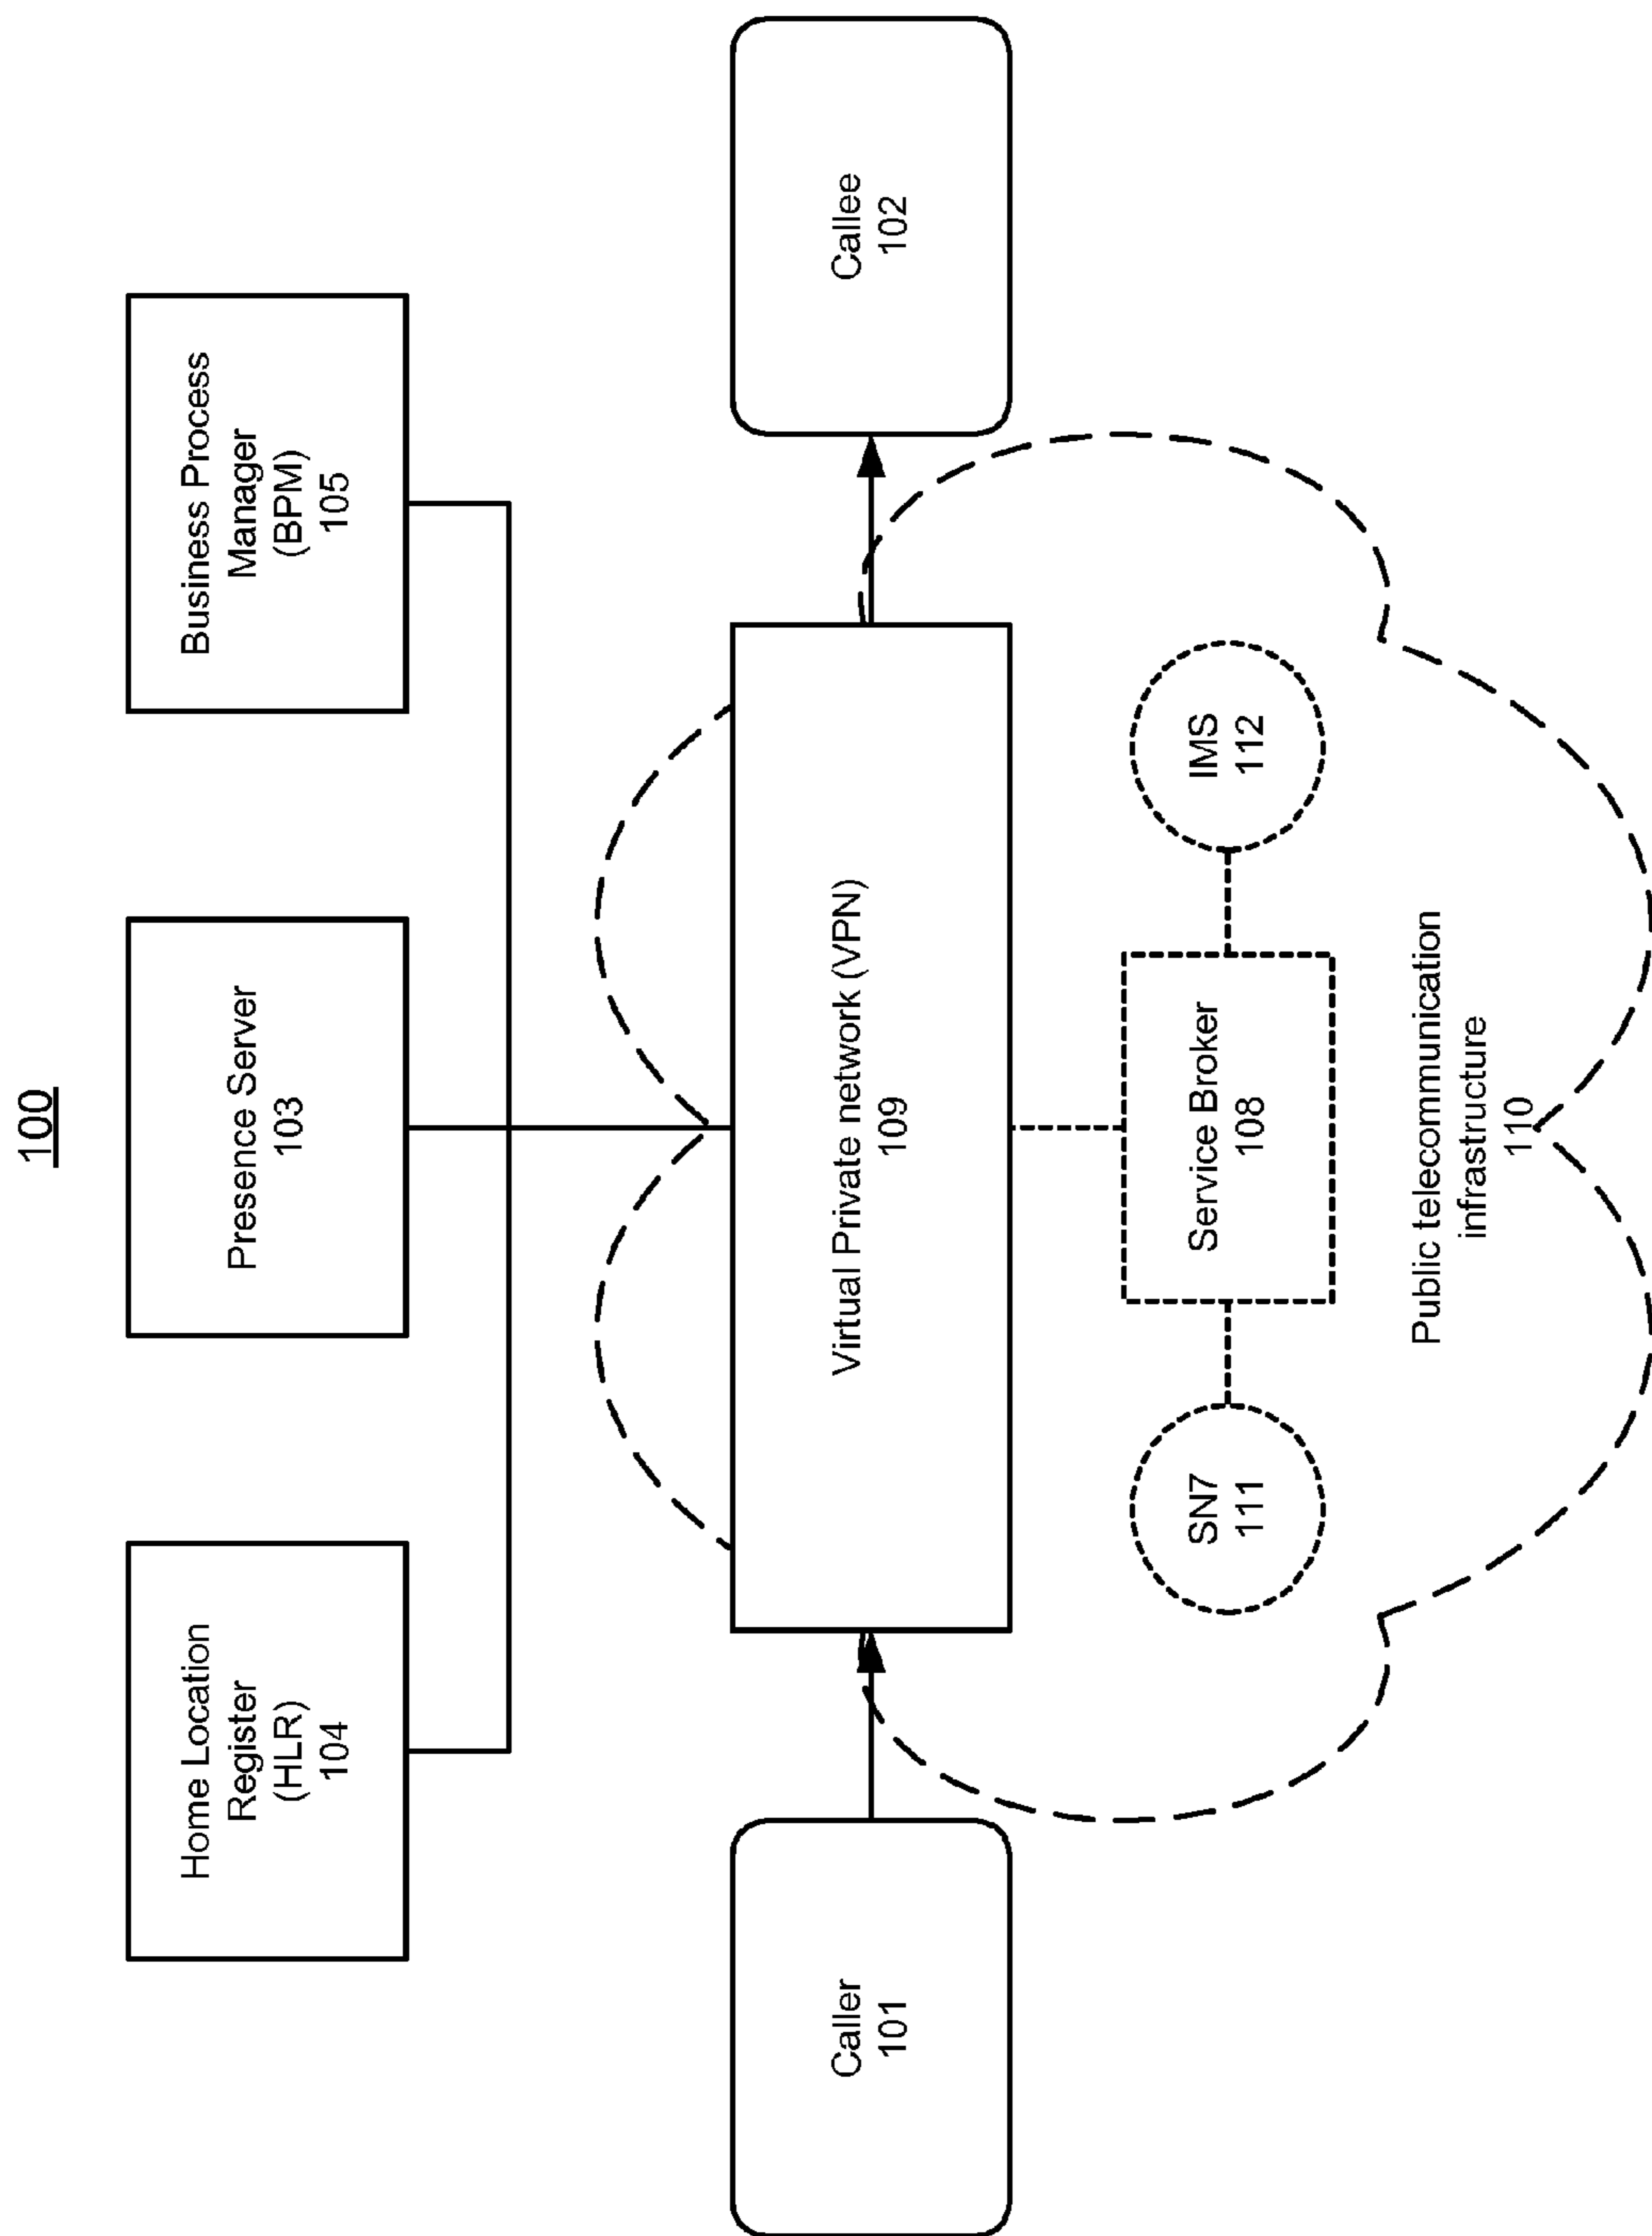 100
Home Location
Register
(HLR)
104
Presence Server
103
Business Process
Manager
(BPM)
105
Caller
101
Virtual Private network (VPN)
109
Callee
102
SN7
111
Service Broker
108
IMS
112
Public telecommunication
infrastructure
110